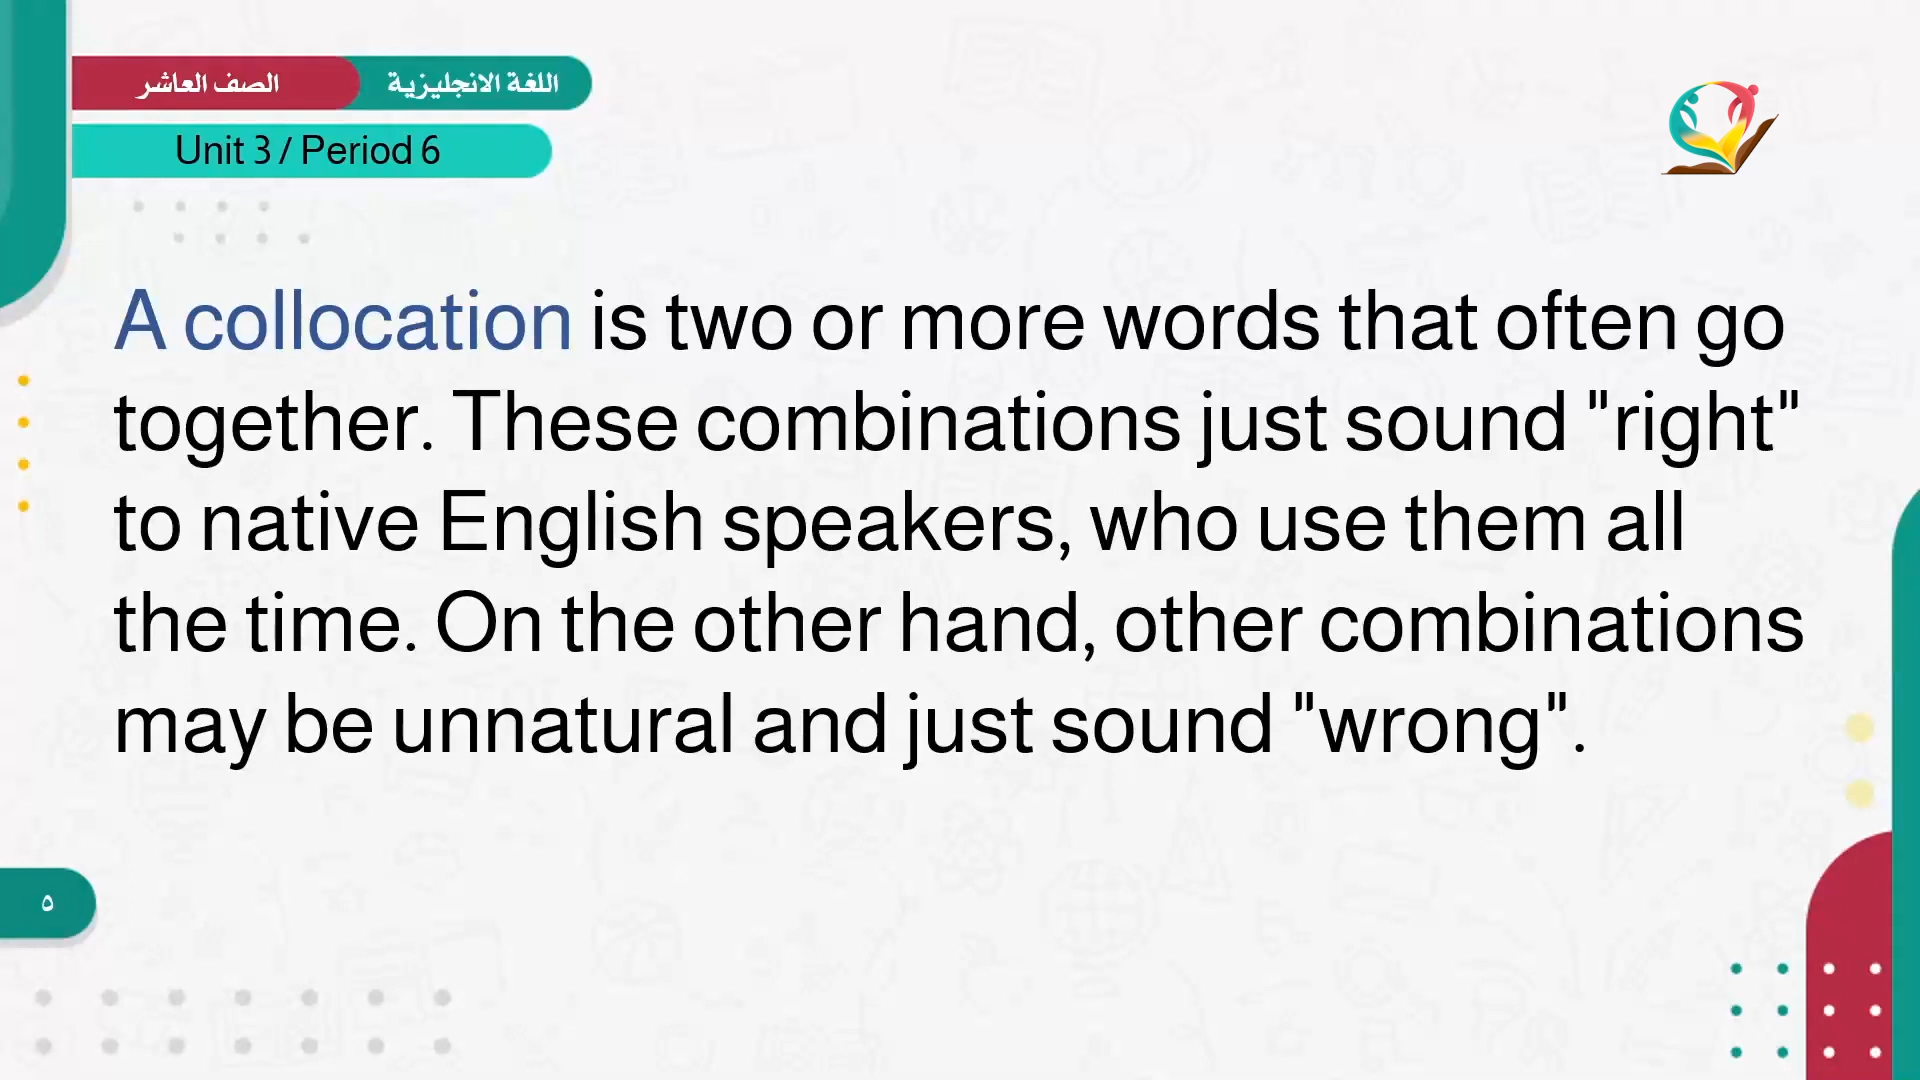 اللغة الانجليزية
الصف العاشر
Unit 3 / Period 6
A collocation is two or more words that often go
together. These combinations just sound "right"
to native English speakers, who use them all
the time. On the other hand, other combinations
may be unnatural and just sound "wrong".
٥